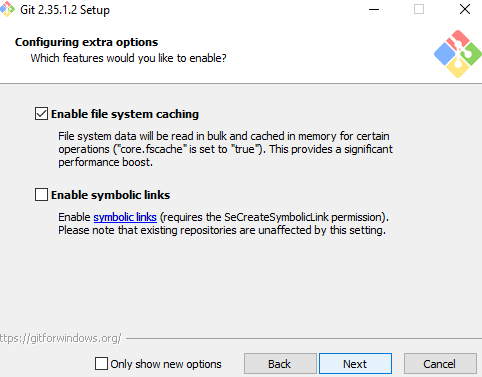 Git 2.35.1.2 Setup
Configuring extra options
Which features would you like to enable?
Enable file system caching
File system data will be read in bulk and cached in memory for certain
operations ("core.fscache" is set to "true"). This provides a significant
performance boost.
Enable symbolic links
Enable symbolic links (requires the SeCreateSymbolicLink permission).
Please note that existing repositories are unaffected by this setting.
ttps://gitforwindows.org/
Only show new options
Back
Next
Cancel